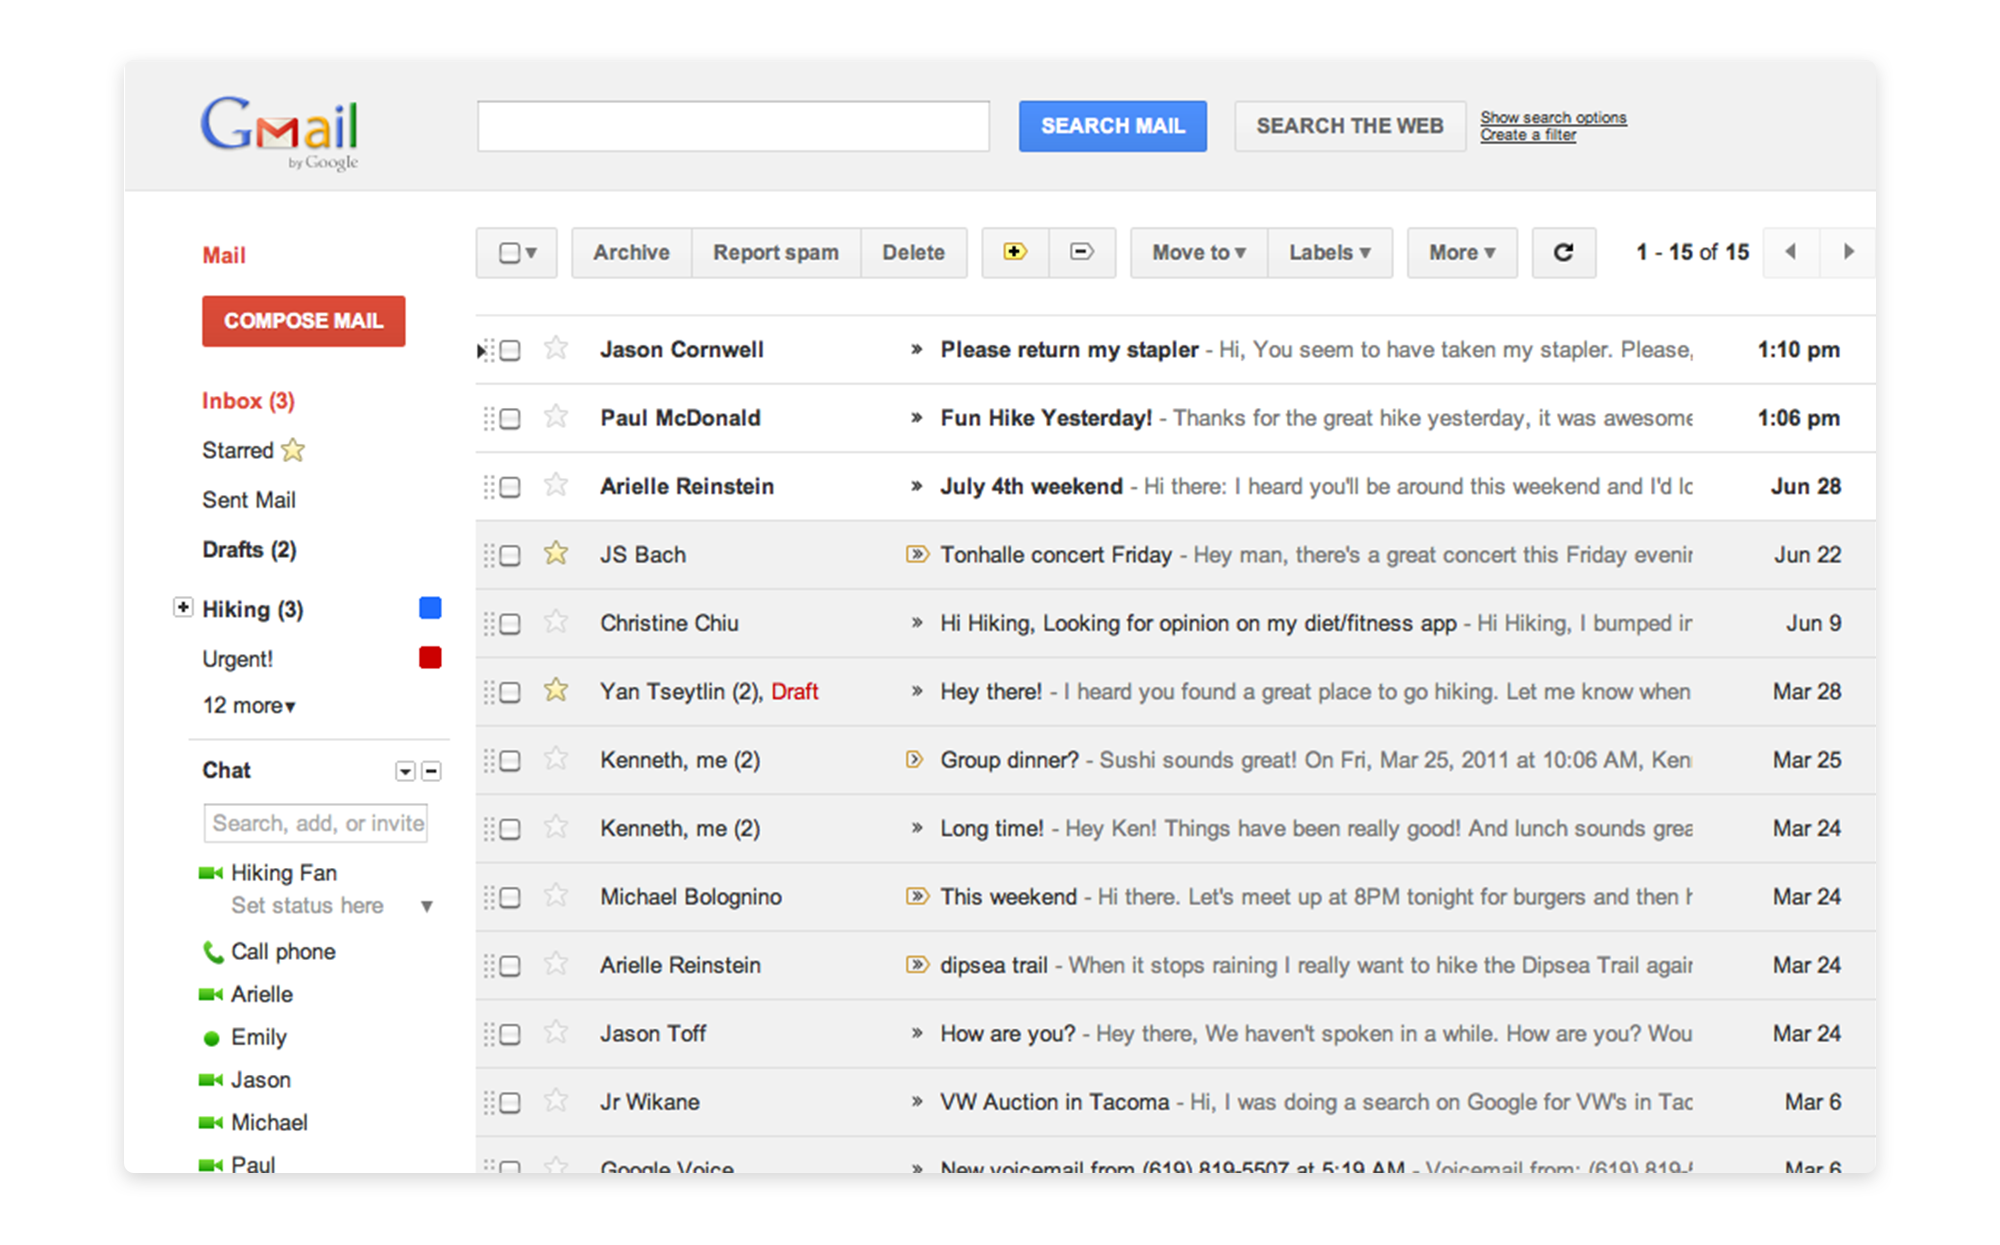 Gmail
by Google
SEARCH MAIL
SEARCH THE WEB
Show search options
Create a filter
Mail
COMPOSE MAIL
Inbox (3)
Starred
Sent Mail
Drafts (2)
Hiking (3)
Urgent!
12 more
Chat
Search, add, or invite
Hiking Fan
Set status here
Call phone
Arielle
Emily
Jason
Michael
Paul
Archive Report spam Delete Move to Labels More 1 - 15 of 15
Jason Cornwell » Please return my stapler - Hi, You seem to have taken my stapler. Please, 1:10 pm
Paul McDonald » Fun Hike Yesterday! - Thanks for the great hike yesterday, it was awesome 1:06 pm
Arielle Reinstein » July 4th weekend - Hi there: I heard you'll be around this weekend and I'd Jun 28
JS Bach » Tonhalle concert Friday - Hey man, there's a great concert this Friday Jun 22
Christine Chiu » Hi Hiking, Looking for opinion on my diet/fitness app - Hi Hiking, I bumped Jun 9
Yan Tseytlin (2), Draft » Hey there! - I heard you found a great place to go hiking. Let me know when Mar 28
Kenneth, me (2) › Group dinner? - Sushi sounds great! On Fri, Mar 25, 2011 at 10:06 AM, Ken Mar 25
Kenneth, me (2) » Long time! - Hey Ken! Things have been really good! And lunch sounds Mar 24
Michael Bolognino » This weekend - Hi there. Let's meet up at 8PM tonight for burgers and then Mar 24
Arielle Reinstein » dipsea trail - When it stops raining I really want to hike the Dipsea Trail Mar 24
Jason Toff » How are you? - Hey there, We haven't spoken in a while. How are you? Wou Mar 24
Jr Wikane » VW Auction in Tacoma - Hi, I was doing a search on Google for VW's in Mar 6
Google Voice » New voicemail from (619) 819-5507 at 5:19 AM - Voicemail from: (619) Mar 6